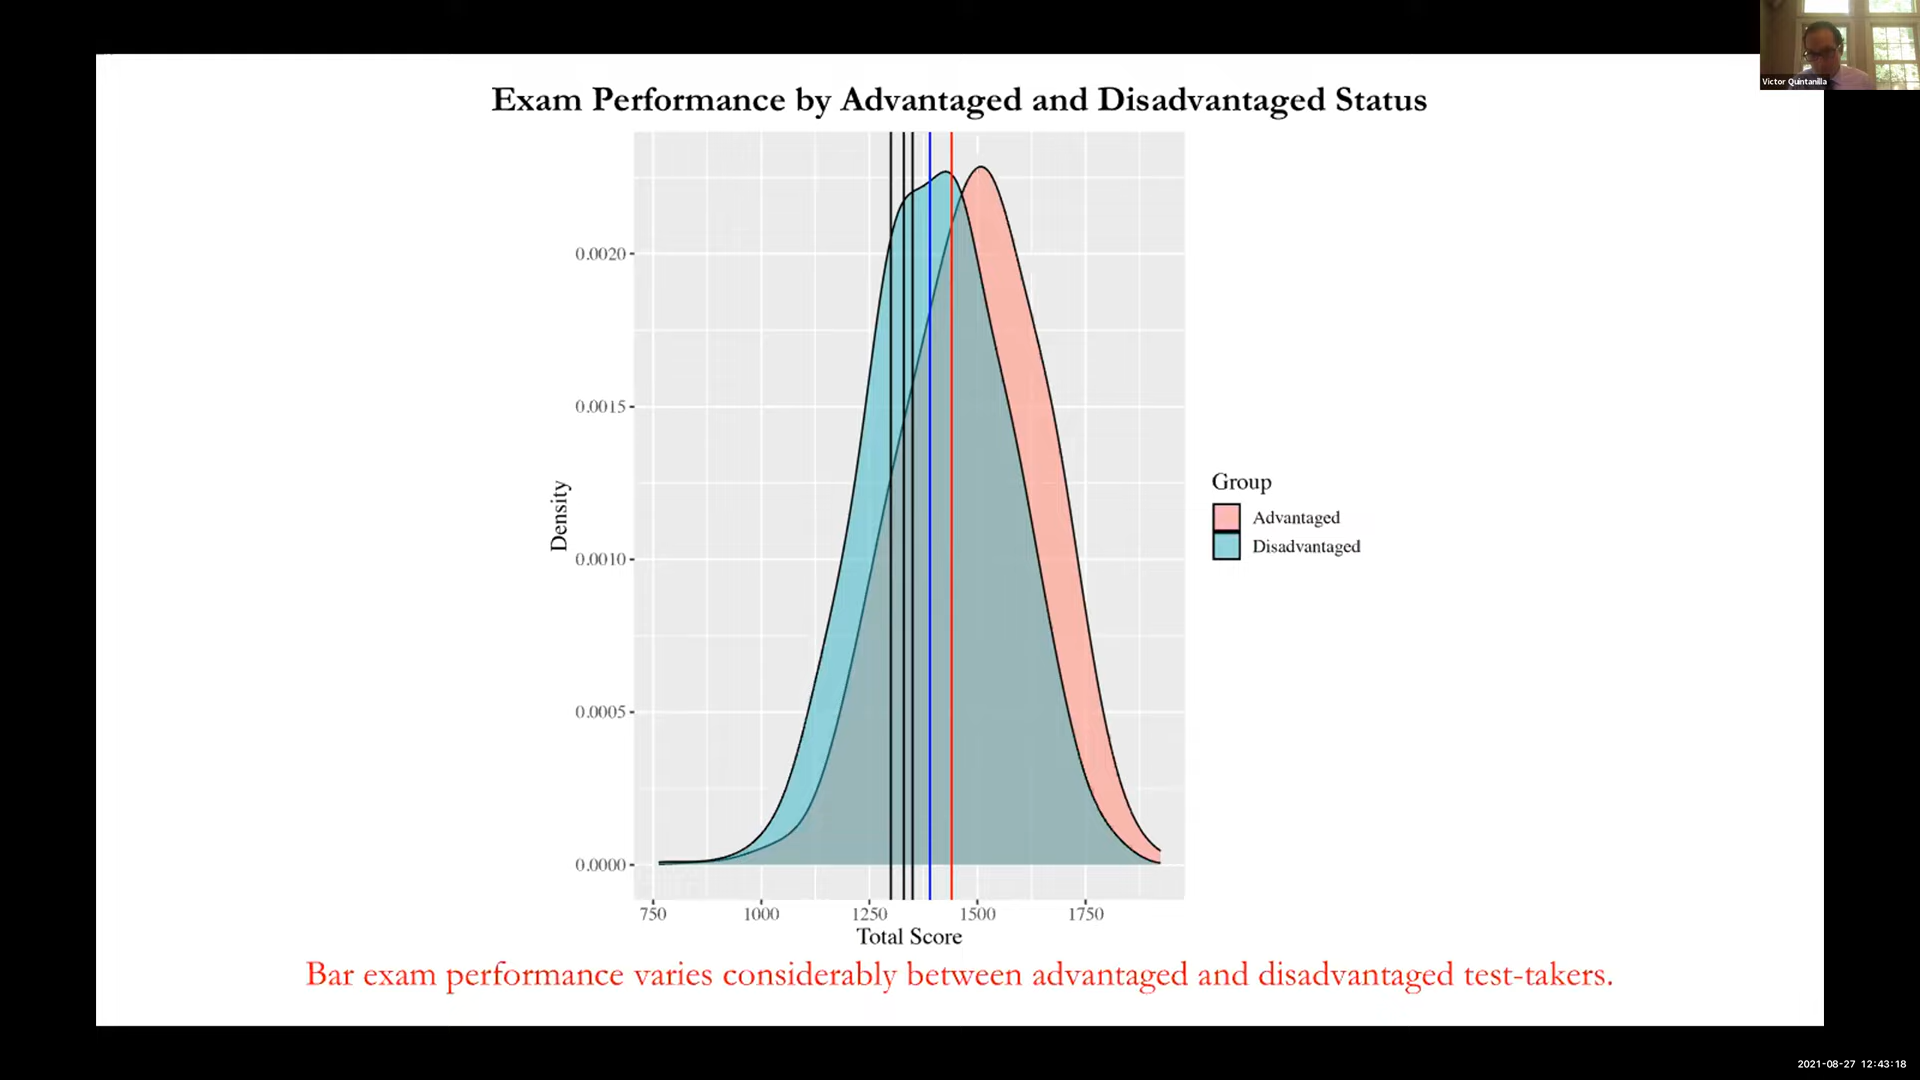 Victor Quintanilla
Exam Performance by Advantaged and Disadvantaged Status
0.0020
0.0015
0.0010
0.0005
0.0000
Density
750 1000 1250 1500 1750
Total Score
Group
Advantaged
Disadvantaged
Bar exam performance varies considerably between advantaged and disadvantaged test-takers.
2021-08-27 12:43:18